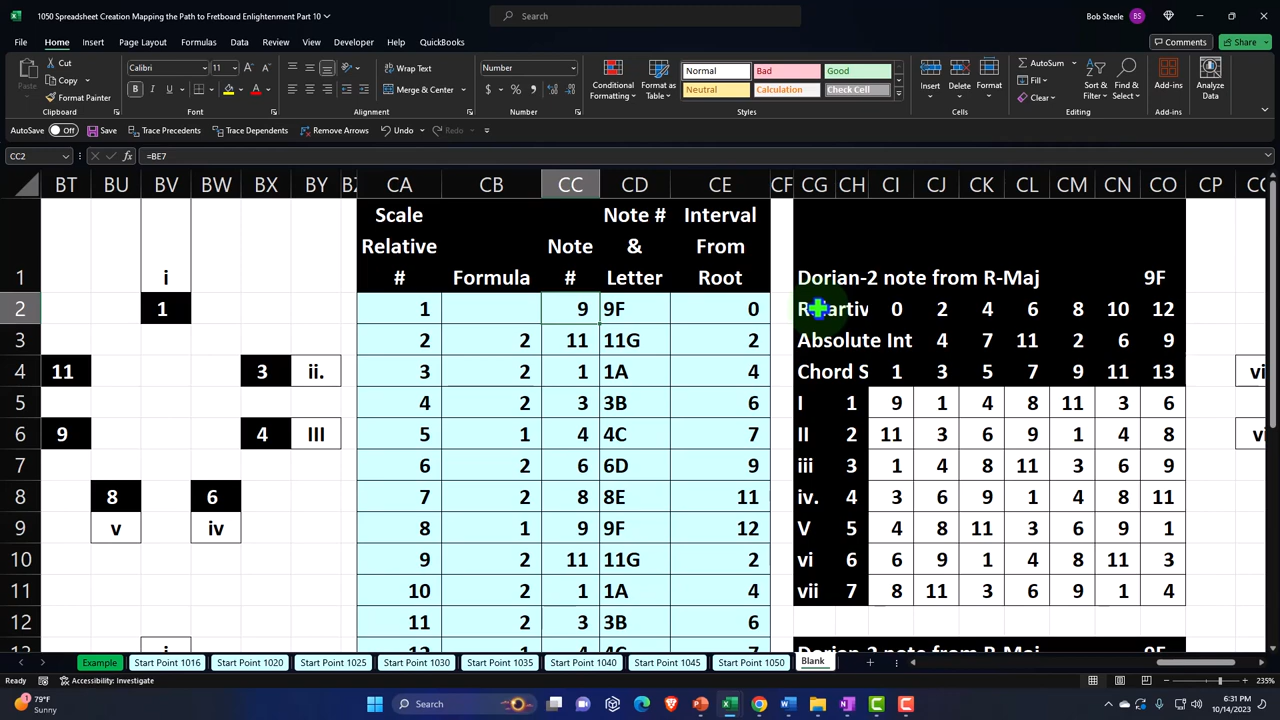 1050 Spreadsheet Creation Mapping the Path to Fretboard Enlightenment Part 10
Search
Bob Steele BS
File Home Insert Page Layout Formulas Data Review View Developer Help QuickBooks Comments Share
Paste Cut Copy Format Painter Clipboard
Calibri 11 Font
Wrap Text Merge & Center Alignment
Number Number
Conditional Formatting Format as Table
Normal Bad Good Neutral Calculation Check Cell Styles
Insert Delete Format Cells
AutoSum Fill Clear Sort & Filter Find & Select Editing
Add-ins Add-ins Analyze Data
AutoSave Off Save Trace Precedents Trace Dependents Remove Arrows Undo Redo
CC2 fx =BE7
BT BU BV BW BX BY BZ CA CB CC CD CE CF CG CH CI CJ CK CL CM CN CO CP
Scale Note # Interval
Relative Note & From
1 i # Formula # Letter Root Dorian-2 note from R-Maj 9F
2 1 1 9 9F 0 0 2 4 6 8 10 12
3 2 2 11 11G 2 Absolute Int 4 7 11 2 6 9
4 11 3 ii. 3 2 1 1A 4 Chord S 1 3 5 7 9 11 13 vi
5 4 2 3 3B 6 I 1 9 1 4 8 11 3 6
6 9 4 III 5 1 4 4C 7 II 2 11 3 6 9 1 4 8
7 6 2 6 6D 9 iii 3 1 4 8 11 3 6 9
8 8 6 7 2 8 8E 11 iv. 4 3 6 9 1 4 8 11
9 v iv 8 1 9 9F 12 V 5 4 8 11 3 6 9 1
10 9 2 11 11G 2 vi 6 6 9 1 4 8 11 3
11 10 2 1 1A 4 vii 7 8 11 3 6 9 1 4
12 11 2 3 3B 6
Example Start Point 1016 Start Point 1020 Start Point 1025 Start Point 1030 Start Point 1035 Start Point 1040 Start Point 1045 Start Point 1050 Blank
Ready Accessibility: Investigate 235%
79°F
Sunny
Search
6:31 PM
10/14/2023